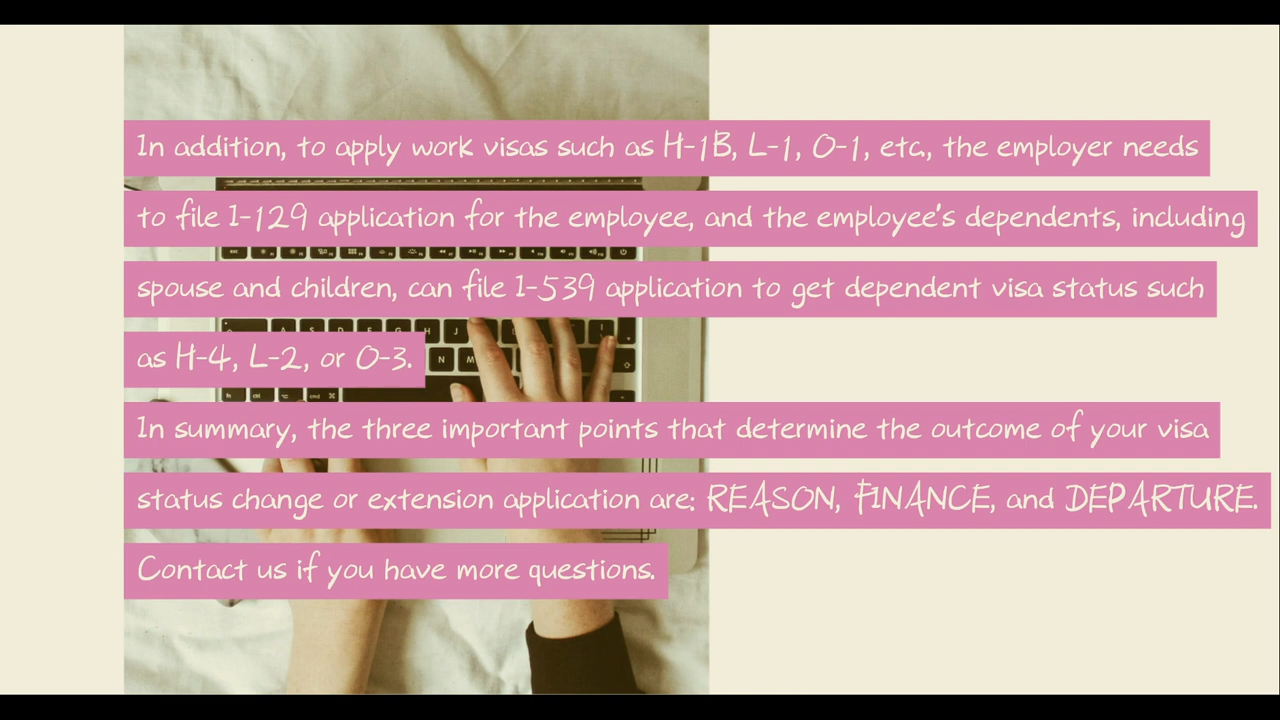 In addition, to apply work visas such as H-1B, L-1, O-1, etc., the employer needs
to file I-129 application for the employee, and the employee's dependents, including
spouse and children, can file I-539 application to get dependent visa status such
as H-4, L-2, or O-3.
In summary, the three important points that determine the outcome of your visa
status change or extension application are: REASON, FINANCE, and DEPARTURE.
Contact us if you have more questions.